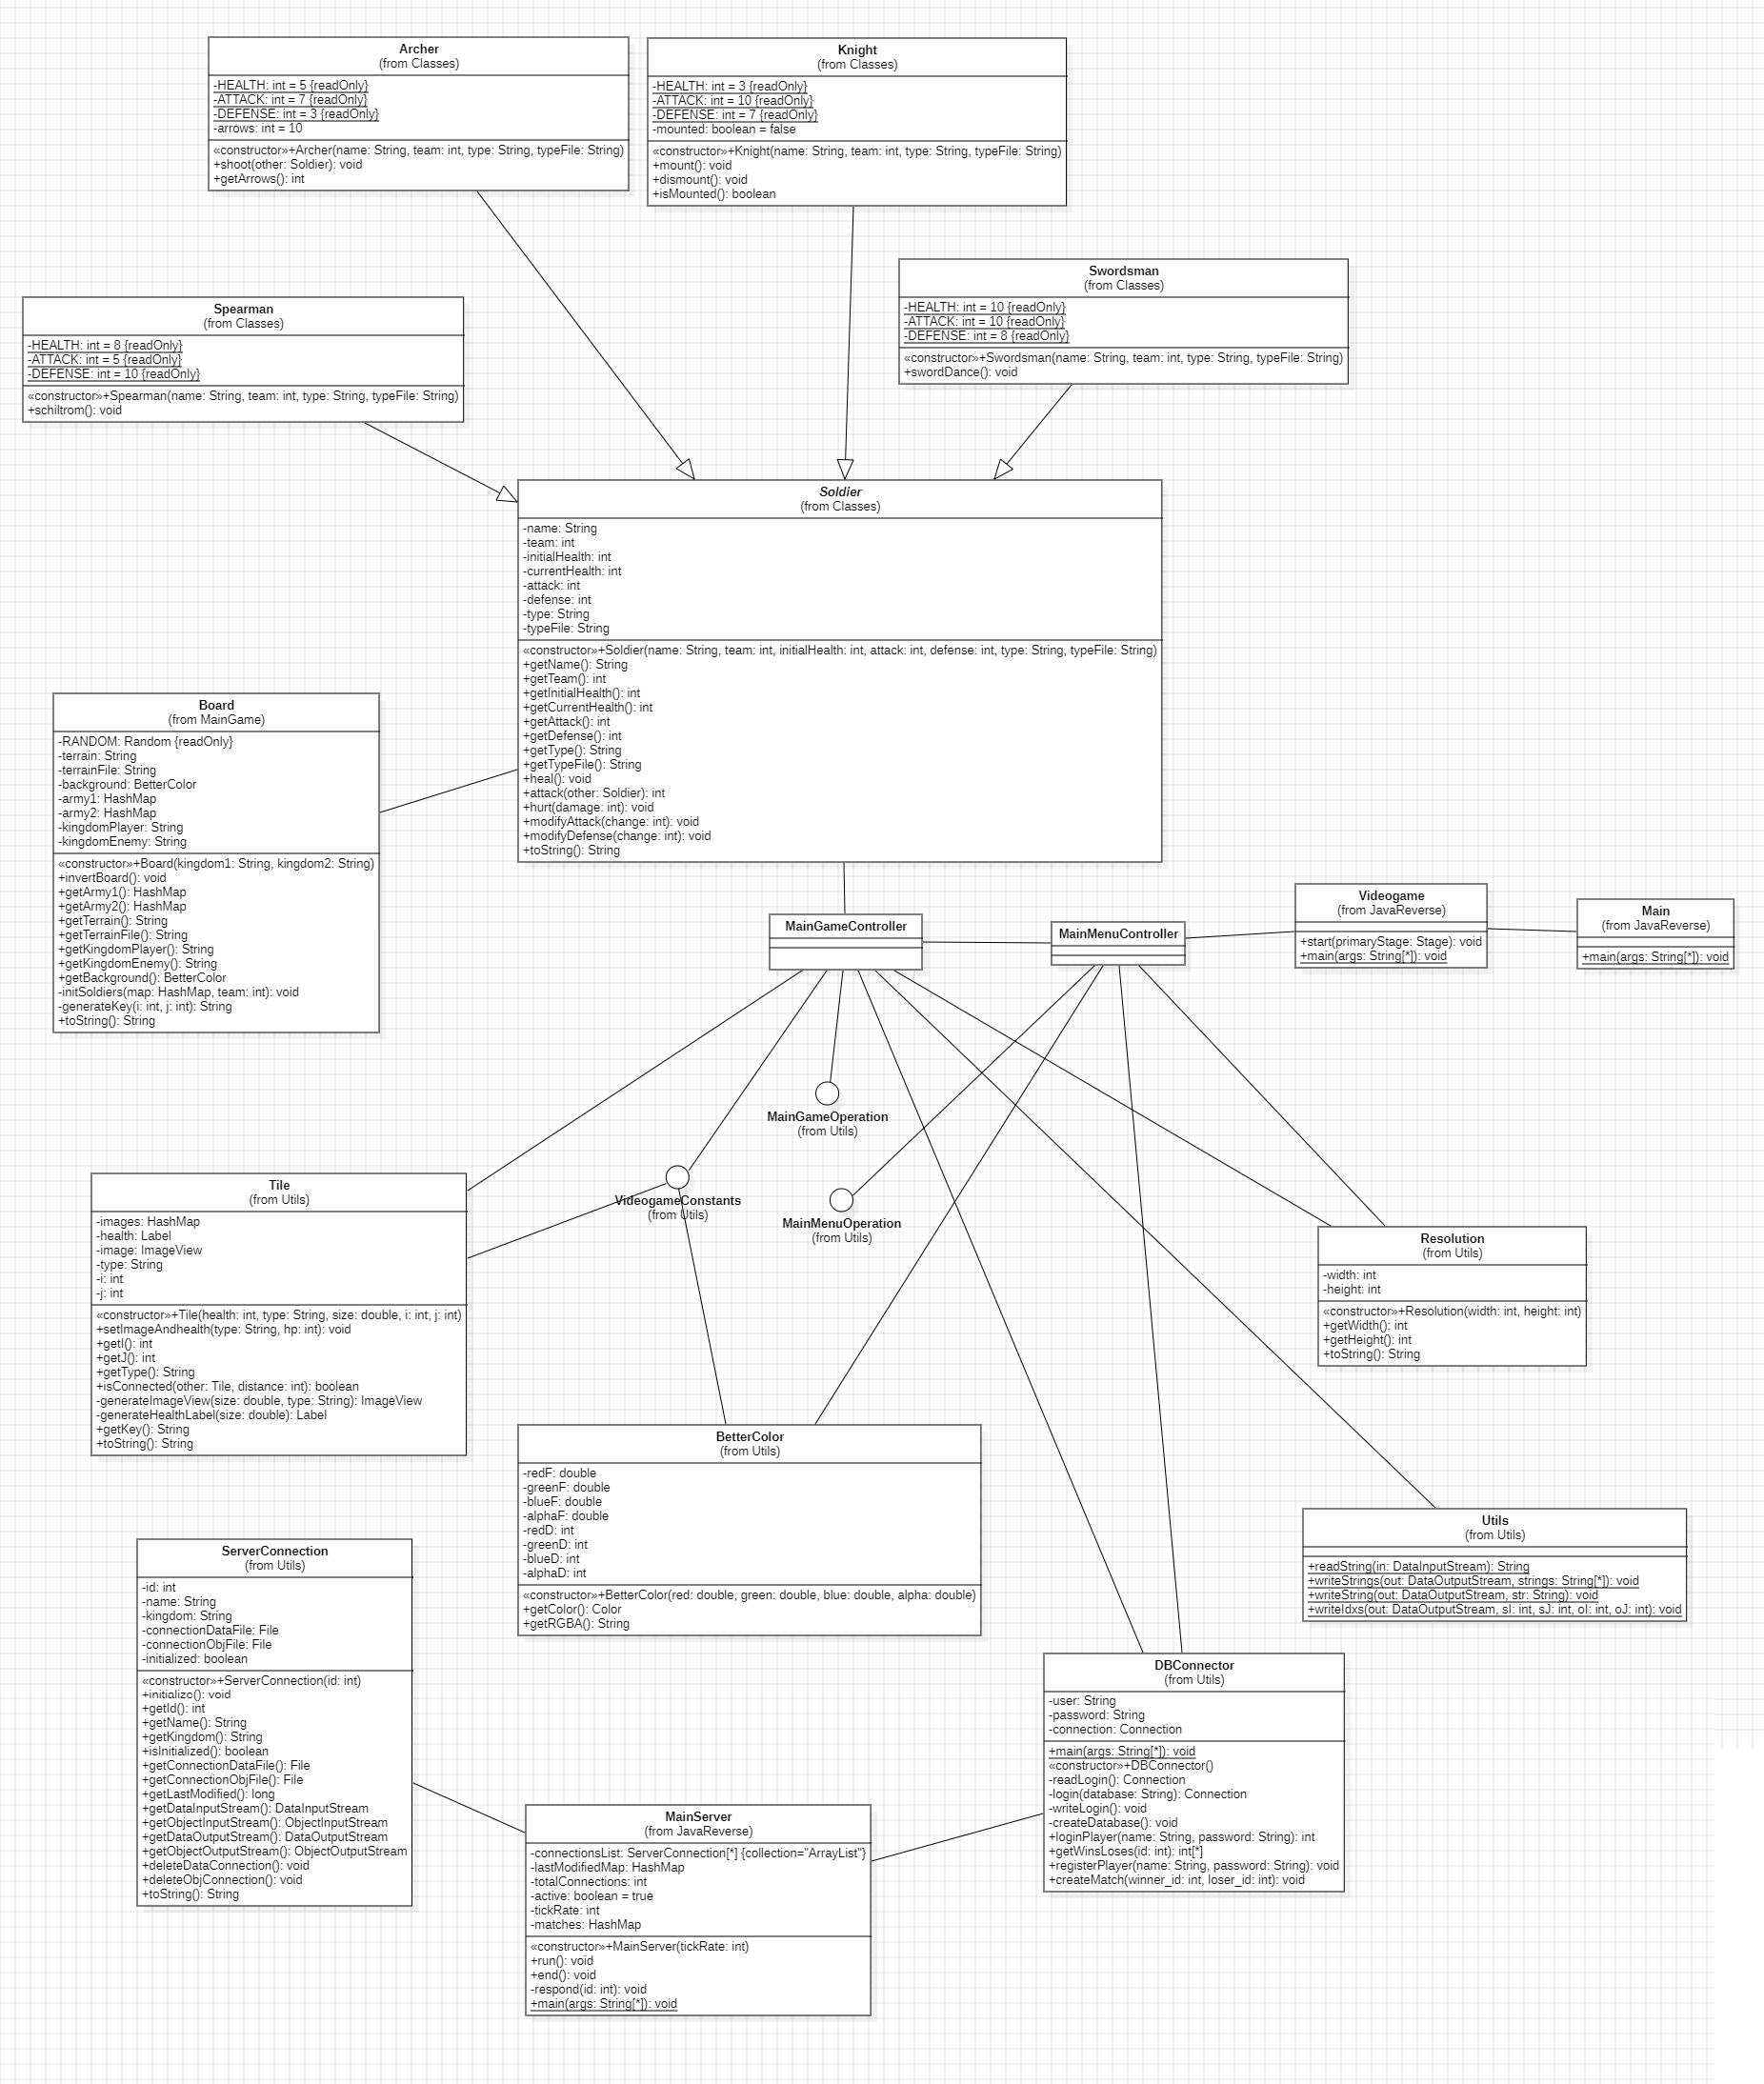 Archer
(from Classes)
-HEALTH: int = 5 {readOnly}
-ATTACK: int = 7 {readOnly}
-DEFENSE: int = 3 {readOnly}
-arrows: int = 10
«constructor»+Archer(name: String, team: int, type: String, typeFile: String)
+shoot(other: Soldier): void
+getArrows(): int
Knight
(from Classes)
-HEALTH: int = 3 {readOnly}
-ATTACK: int = 10 {readOnly}
-DEFENSE: int = 7 {readOnly}
-mounted: boolean = false
«constructor»+Knight(name: String, team: int, type: String, typeFile: String)
+mount(): void
+dismount(): void
+isMounted(): boolean
Swordsman
(from Classes)
-HEALTH: int = 10 {readOnly}
-ATTACK: int = 10 {readOnly}
-DEFENSE: int = 8 {readOnly}
«constructor»+Swordsman(name: String, team: int, type: String, typeFile: String)
+swordDance(): void
Spearman
(from Classes)
-HEALTH: int = 8 {readOnly}
-ATTACK: int = 5 {readOnly}
-DEFENSE: int = 10 {readOnly}
«constructor»+Spearman(name: String, team: int, type: String, typeFile: String)
+schiltrom(): void
Soldier
(from Classes)
-name: String
-team: int
-initialHealth: int
-currentHealth: int
-attack: int
-defense: int
-type: String
-typeFile: String
«constructor»+Soldier(name: String, team: int, initialHealth: int, attack: int, defense: int, type: String, typeFile: String)
+getName(): String
+getTeam(): int
+getInitialHealth(): int
+getCurrentHealth(): int
+getAttack(): int
+getDefense(): int
+getType(): String
+getTypeFile(): String
+heal(): void
+attack(other: Soldier): int
+hurt(damage: int): void
+modifyAttack(change: int): void
+modifyDefense(change: int): void
+toString(): String
Board
(from MainGame)
-RANDOM: Random {readOnly}
-terrain: String
-terrainFile: String
-background: BetterColor
-army1: HashMap
-army2: HashMap
-kingdomPlayer: String
-kingdomEnemy: String
«constructor»+Board(kingdom1: String, kingdom2: String)
+invertBoard(): void
+getArmy1(): HashMap
+getArmy2(): HashMap
+getTerrain(): String
+getTerrainFile(): String
+getKingdomPlayer(): String
+getKingdomEnemy(): String
+getBackground(): BetterColor
-initSoldiers(map: HashMap, team: int): void
-generateKey(i: int, j: int): String
+toString(): String
MainGameController
MainMenuController
Videogame
(from JavaReverse)
+start(primaryStage: Stage): void
+main(args: String[*]): void
Main
(from JavaReverse)
+main(args: String[*]): void
MainGameOperation
(from Utils)
VideogameConstants
(from Utils)
MainMenuOperation
(from Utils)
Tile
(from Utils)
-images: HashMap
-health: Label
-image: ImageView
-type: String
-i: int
-j: int
«constructor»+Tile(health: int, type: String, size: double, i: int, j: int)
+setImageAndhealth(type: String, hp: int): void
+getI(): int
+getJ(): int
+getType(): String
+isConnected(other: Tile, distance: int): boolean
-generateImageView(size: double, type: String): ImageView
-generateHealthLabel(size: double): Label
+getKey(): String
+toString(): String
Resolution
(from Utils)
-width: int
-height: int
«constructor»+Resolution(width: int, height: int)
+getWidth(): int
+getHeight(): int
+toString(): String
BetterColor
(from Utils)
-redF: double
-greenF: double
-blueF: double
-alphaF: double
-redD: int
-greenD: int
-blueD: int
-alphaD: int
«constructor»+BetterColor(red: double, green: double, blue: double, alpha: double)
+getColor(): Color
+getRGBA(): String
Utils
(from Utils)
+readString(in: DataInputStream): String
+writeStrings(out: DataOutputStream, strings: String[*]): void
+writeString(out: DataOutputStream, str: String): void
+writeIdxs(out: DataOutputStream, sI: int, sJ: int, oI: int, oJ: int): void
ServerConnection
(from Utils)
-id: int
-name: String
-kingdom: String
-connectionDataFile: File
-connectionObjFile: File
-initialized: boolean
«constructor»+ServerConnection(id: int)
+initialize(): void
+getId(): int
+getName(): String
+getKingdom(): String
+isInitialized(): boolean
+getConnectionDataFile(): File
+getConnectionObjFile(): File
+getLastModified(): long
+getDataInputStream(): DataInputStream
+getObjectInputStream(): ObjectInputStream
+getDataOutputStream(): DataOutputStream
+getObjectOutputStream(): ObjectOutputStream
+deleteDataConnection(): void
+deleteObjConnection(): void
+toString(): String
DBConnector
(from Utils)
-user: String
-password: String
-connection: Connection
+main(args: String[*]): void
«constructor»+DBConnector()
-readLogin(): Connection
-login(database: String): Connection
-writeLogin(): void
-createDatabase(): void
+loginPlayer(name: String, password: String): int
+getWinsLoses(id: int): int[*]
+registerPlayer(name: String, password: String): void
+createMatch(winner_id: int, loser_id: int): void
MainServer
(from JavaReverse)
-connectionsList: ServerConnection[*] {collection="ArrayList"}
-lastModifiedMap: HashMap
-totalConnections: int
-active: boolean = true
-tickRate: int
-matches: HashMap
«constructor»+MainServer(tickRate: int)
+run(): void
+end(): void
-respond(id: int): void
+main(args: String[*]): void